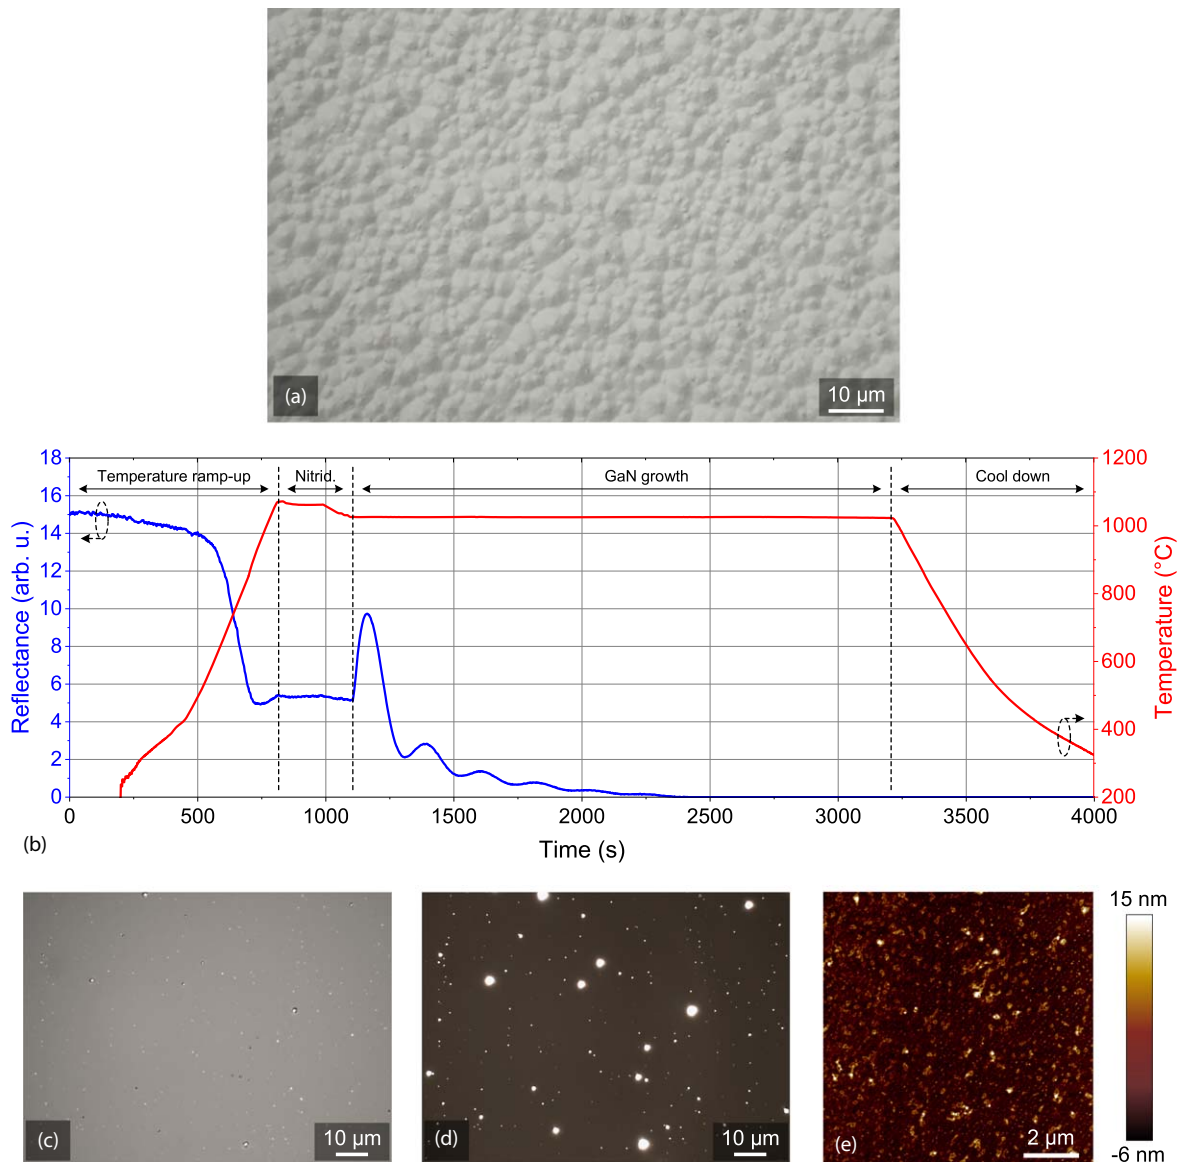 (a)
10 µm
Temperature ramp-up
Nitrid.
GaN growth
Cool down
Reflectance (arb. u.)
18
16
14
12
10
8
6
4
2
0
1200
1000
800
600
400
200
Temperature (°C)
0
500
1000
1500
2000
2500
3000
3500
4000
Time (s)
(b)
(c)
10 µm
(d)
10 µm
(e)
2 µm
15 nm
-6 nm